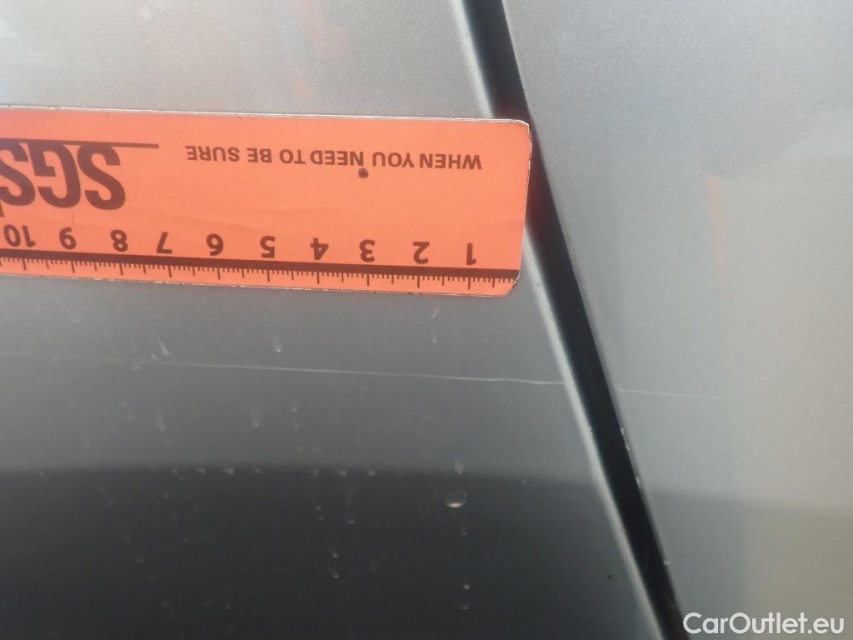 SGS
WHEN YOU NEED TO BE SURE
1 2 3 4 5 6 7 8 9 10
CarOutlet.eu